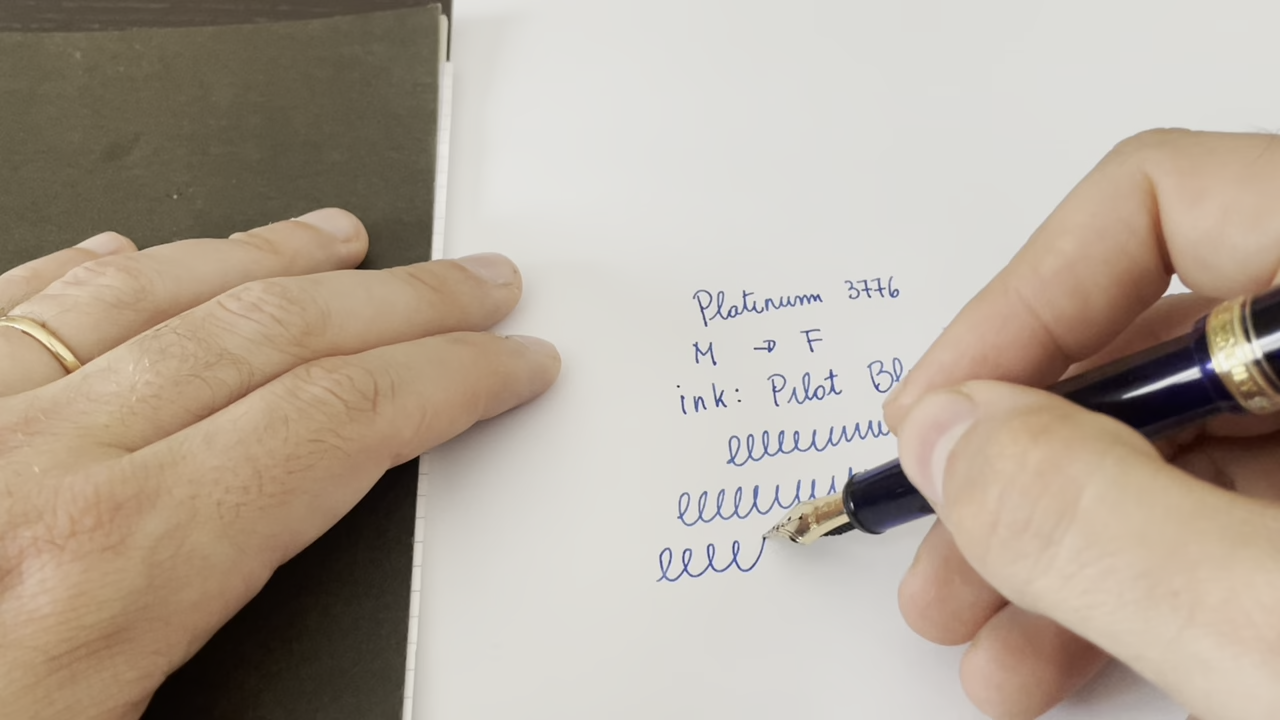 Platinum 3776
M → F
ink: Pilot